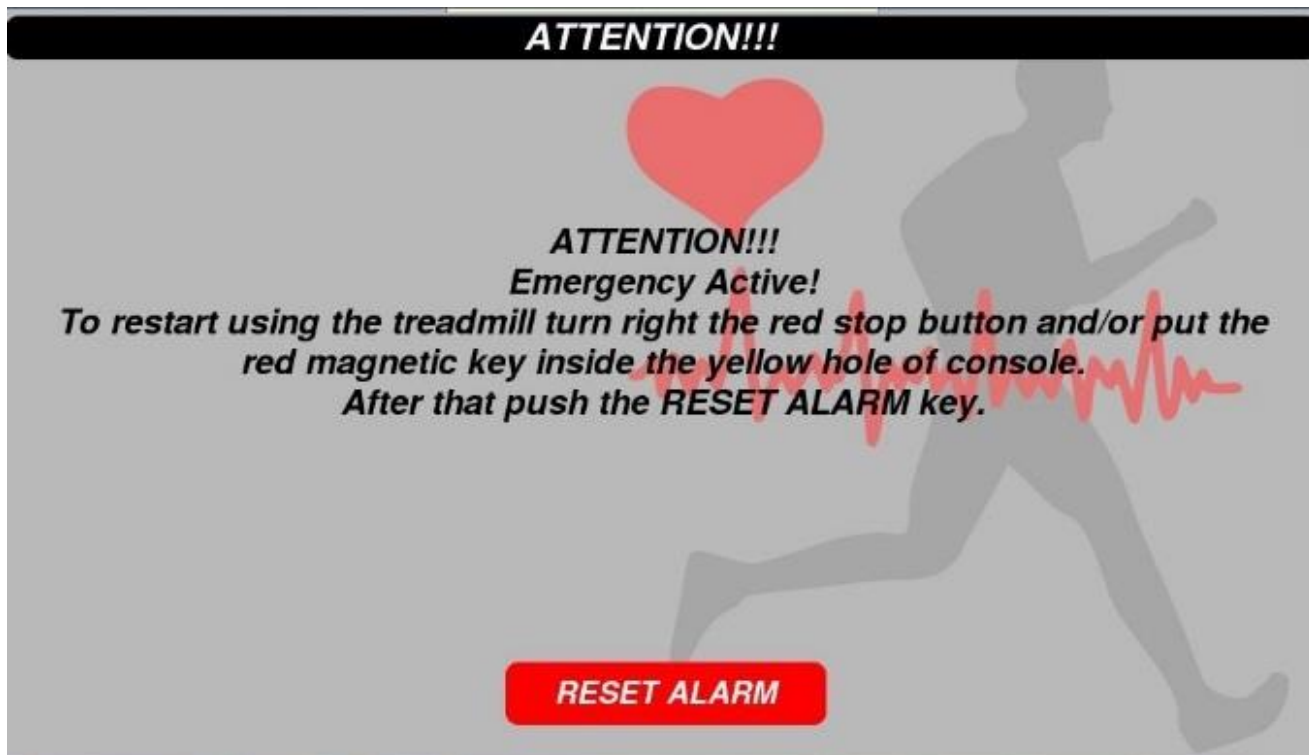 ATTENTION!!!
ATTENTION!!!
Emergency Active!
To restart using the treadmill turn right the red stop button and/or put the
red magnetic key inside the yellow hole of console.
After that push the RESET ALARM key.
RESET ALARM